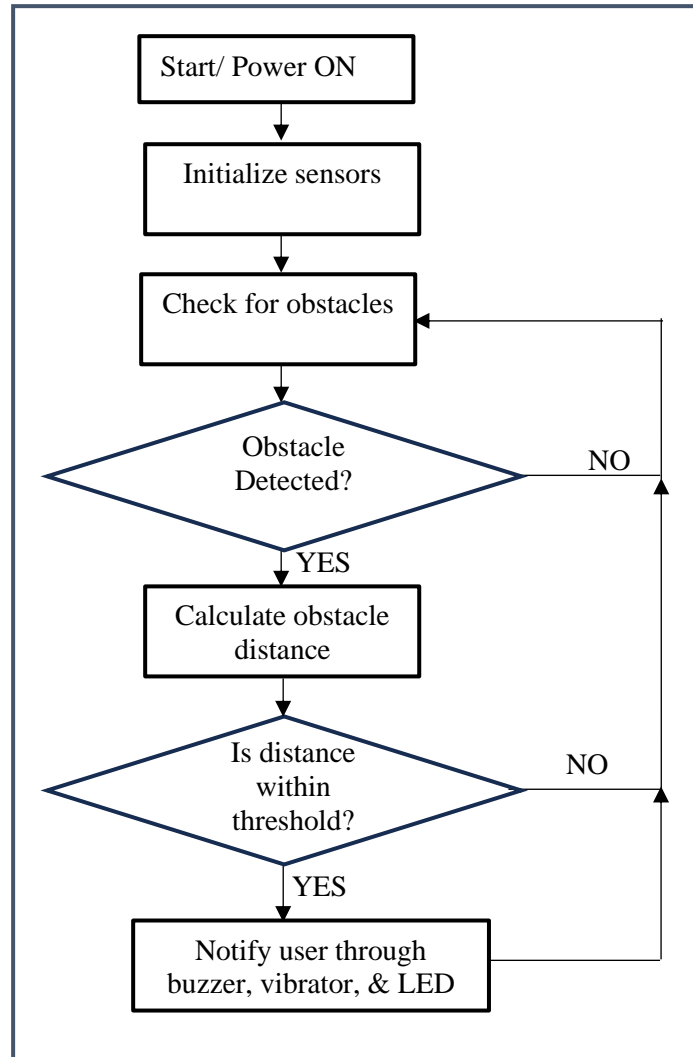 Start/ Power ON
Initialize sensors
Check for obstacles
Obstacle
Detected?
NO
YES
Calculate obstacle
distance
Is distance
within
threshold?
NO
YES
Notify user through
buzzer, vibrator, & LED